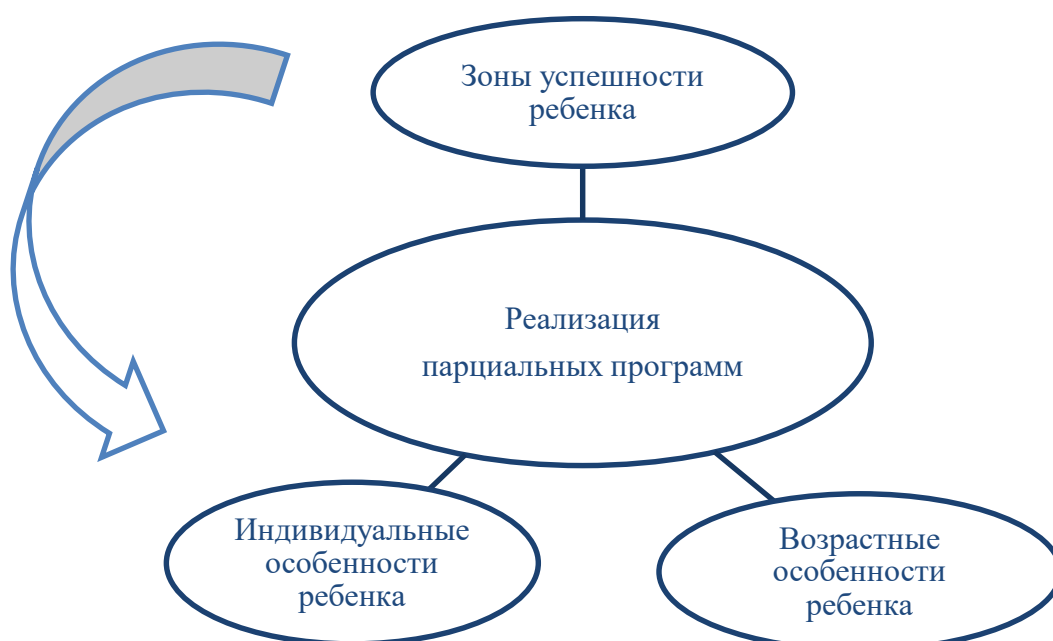 Зоны успешности
ребенка
Реализация
парциальных программ
Индивидуальные
особенности
ребенка
Возрастные
особенности
ребенка